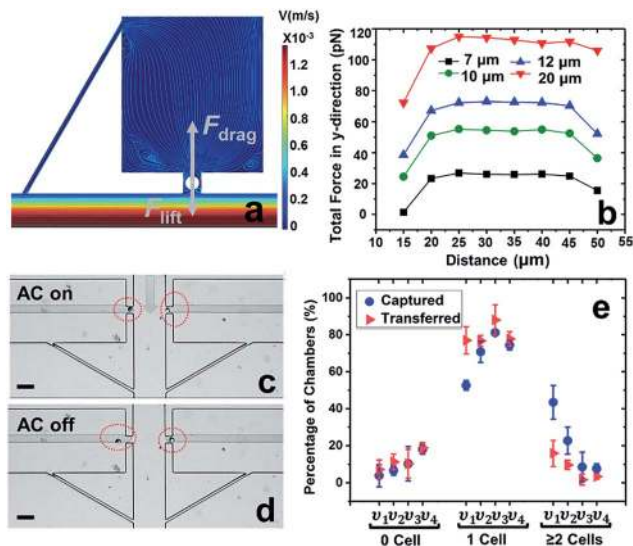 V(m/s)
X10⁻³
1.2
1.0
0.8
0.6
0.4
0.2
0
F drag
F lift
a
Total Force in y-direction (pN)
120
100
80
60
40
20
0
7 μm
12 μm
10 μm
20 μm
b
10 15 20 25 30 35 40 45 50 55
Distance (μm)
AC on
c
AC off
d
Percentage of Chambers (%)
100
80
60
40
20
0
Captured
Transferred
e
υ₁υ₂υ₃υ₄ υ₁υ₂υ₃υ₄ υ₁υ₂υ₃υ₄
0 Cell 1 Cell ≥2 Cells